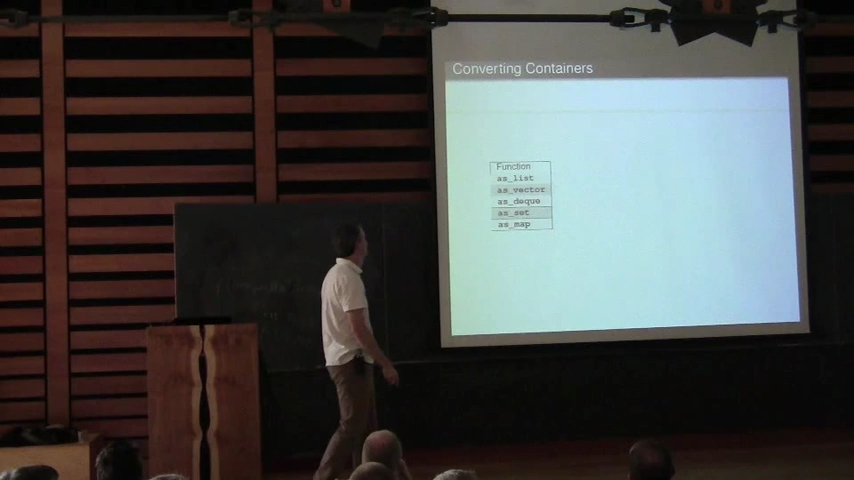 Converting Containers
Function
as_list
as_vector
as_deque
as_set
as_map